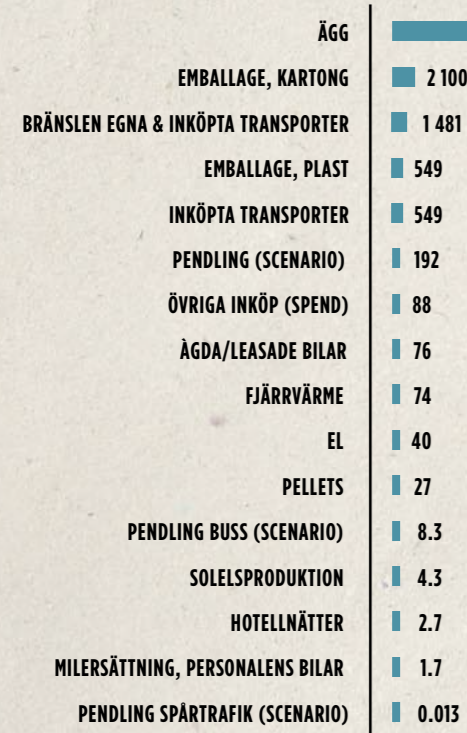 ÄGG
EMBALLAGE, KARTONG 2 100
BRÄNSLEN EGNA & INKÖPTA TRANSPORTER 1 481
EMBALLAGE, PLAST 549
INKÖPTA TRANSPORTER 549
PENDLING (SCENARIO) 192
ÖVRIGA INKÖP (SPEND) 88
ÀGDA/LEASADE BILAR 76
FJÄRRVÄRME 74
EL 40
PELLETS 27
PENDLING BUSS (SCENARIO) 8.3
SOLELSPRODUKTION 4.3
HOTELLNÄTTER 2.7
MILERSÄTTNING, PERSONALENS BILAR 1.7
PENDLING SPÅRTRAFIK (SCENARIO) 0.013